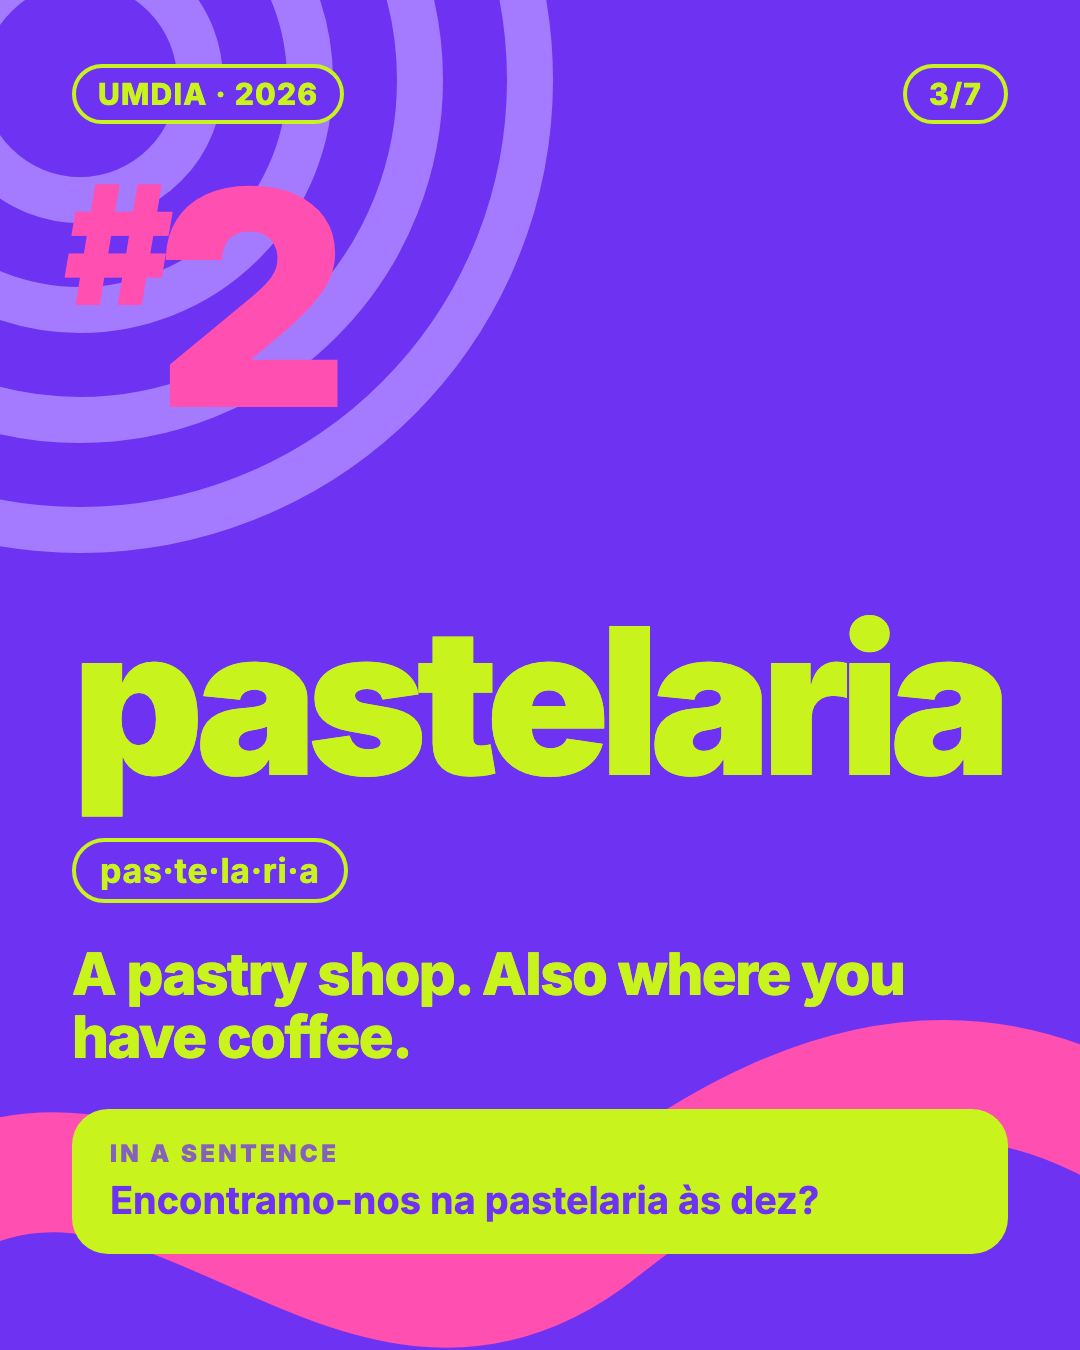 UMDIA · 2026
3/7
#2
pastelaria
pas·te·la·ri·a
A pastry shop. Also where you
have coffee.
IN A SENTENCE
Encontramo-nos na pastelaria às dez?